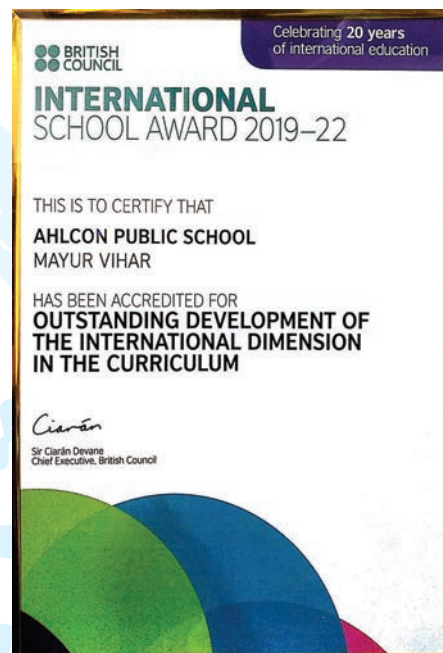 Celebrating 20 years
of international education
BRITISH
COUNCIL
INTERNATIONAL
SCHOOL AWARD 2019–22
THIS IS TO CERTIFY THAT
AHLCON PUBLIC SCHOOL
MAYUR VIHAR
HAS BEEN ACCREDITED FOR
OUTSTANDING DEVELOPMENT OF
THE INTERNATIONAL DIMENSION
IN THE CURRICULUM
Ciarán
Sir Ciarán Devane
Chief Executive, British Council